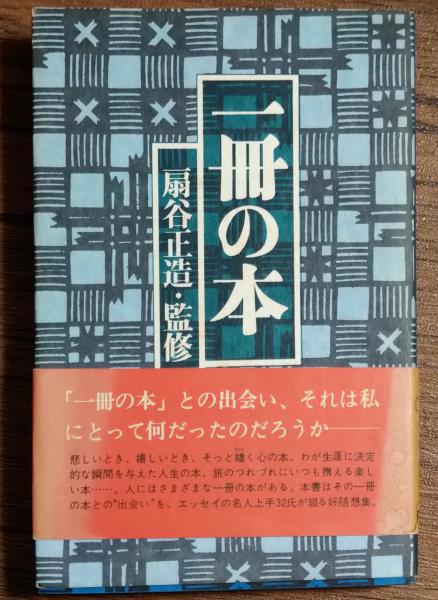 一冊の本
扇谷正造・監修
「一冊の本」との出会い、それは私
にとって何だったのだろうか――
悲しいとき、嬉しいとき、そっと繙く心の本、わが生涯に決定
的な瞬間を与えた人生の本、旅のつれづれにいつも携える楽し
い本……。人にはさまざまな一冊の本がある。本書はその一冊
の本との“出会い”を、エッセイの名人上手32氏が綴る好随想集。